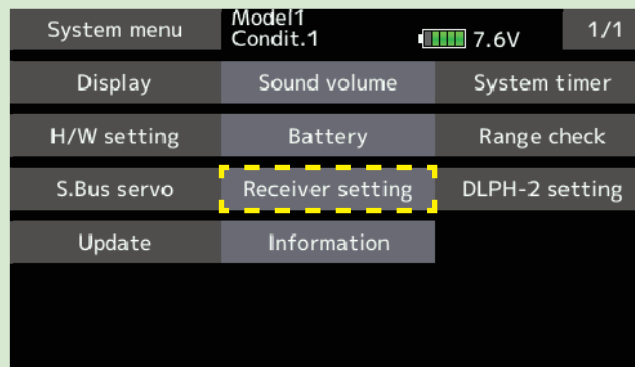 System menu
Model1
Condit.1
7.6V
1/1
Display
Sound volume
System timer
H/W setting
Battery
Range check
S.Bus servo
Receiver setting
DLPH-2 setting
Update
Information